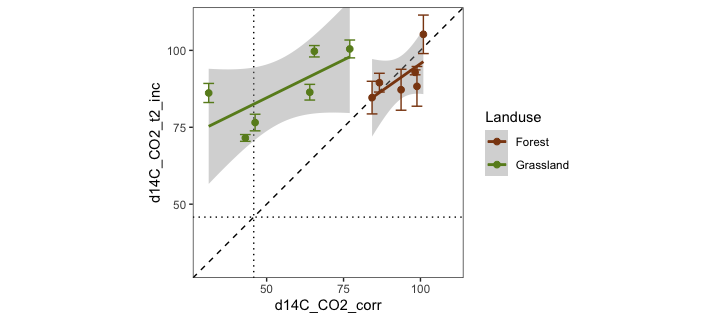 d14C_CO2_t2_inc
100
75
50
50
75
100
d14C_CO2_corr
Landuse
Forest
Grassland